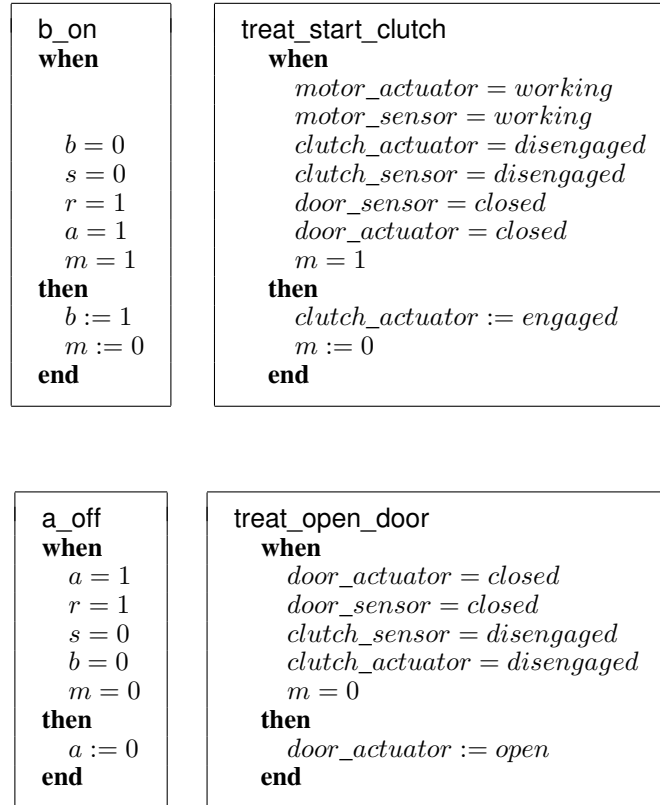 b_on
when
b = 0
s = 0
r = 1
a = 1
m = 1
then
b := 1
m := 0
end
treat_start_clutch
when
motor_actuator = working
motor_sensor = working
clutch_actuator = disengaged
clutch_sensor = disengaged
door_sensor = closed
door_actuator = closed
m = 1
then
clutch_actuator := engaged
m := 0
end
a_off
when
a = 1
r = 1
s = 0
b = 0
m = 0
then
a := 0
end
treat_open_door
when
door_actuator = closed
door_sensor = closed
clutch_sensor = disengaged
clutch_actuator = disengaged
m = 0
then
door_actuator := open
end